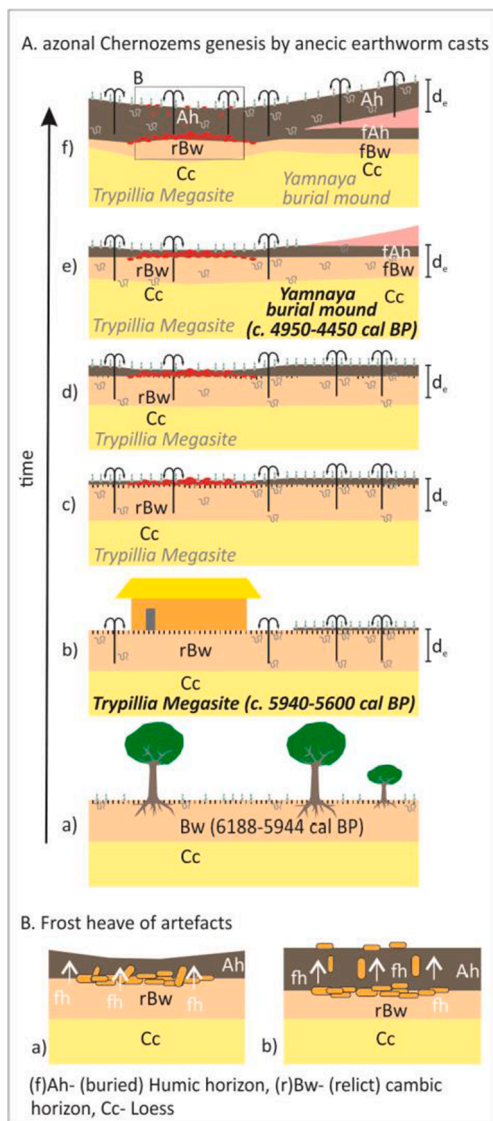 A. azonal Chernozems genesis by anecic earthworm casts
B
Ah
Ah
dₑ
fAh
rBw
fBw
Cc
Cc
f)
Trypillia Megasite
Yamnaya
burial mound
fAh
e)
rBw
fBw
dₑ
Cc
Cc
Yamnaya
burial mound
Trypillia Megasite
(c. 4950-4450 cal BP)
d)
rBw
dₑ
Cc
Trypillia Megasite
time
c)
rBw
dₑ
Cc
Trypillia Megasite
b)
rBw
dₑ
Cc
Trypillia Megasite (c. 5940-5600 cal BP)
a)
Bw (6188-5944 cal BP)
Cc
B. Frost heave of artefacts
Ah
fh
fh
fh
rBw
Cc
a)
fh
fh
fh
Ah
rBw
Cc
b)
(f)Ah- (buried) Humic horizon, (r)Bw- (relict) cambic
horizon, Cc- Loess